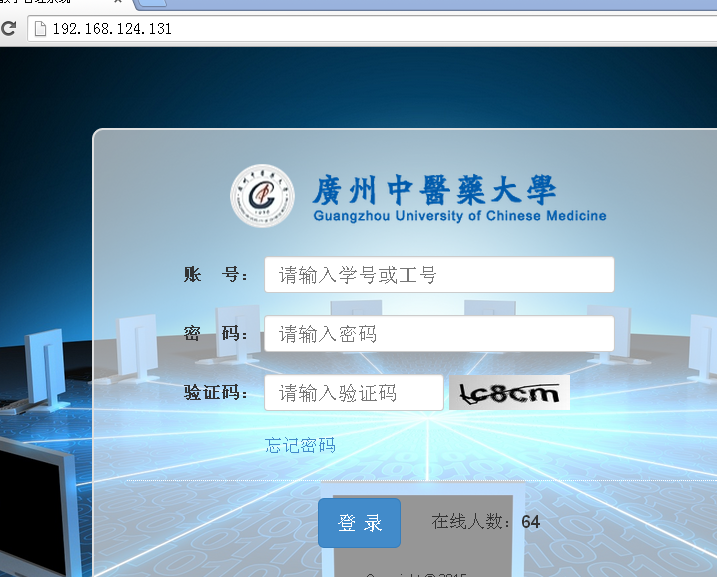 192.168.124.131
廣州中醫藥大學
Guangzhou University of Chinese Medicine
账 号： 请输入学号或工号
密 码： 请输入密码
验证码： 请输入验证码
忘记密码
登 录 在线人数：64